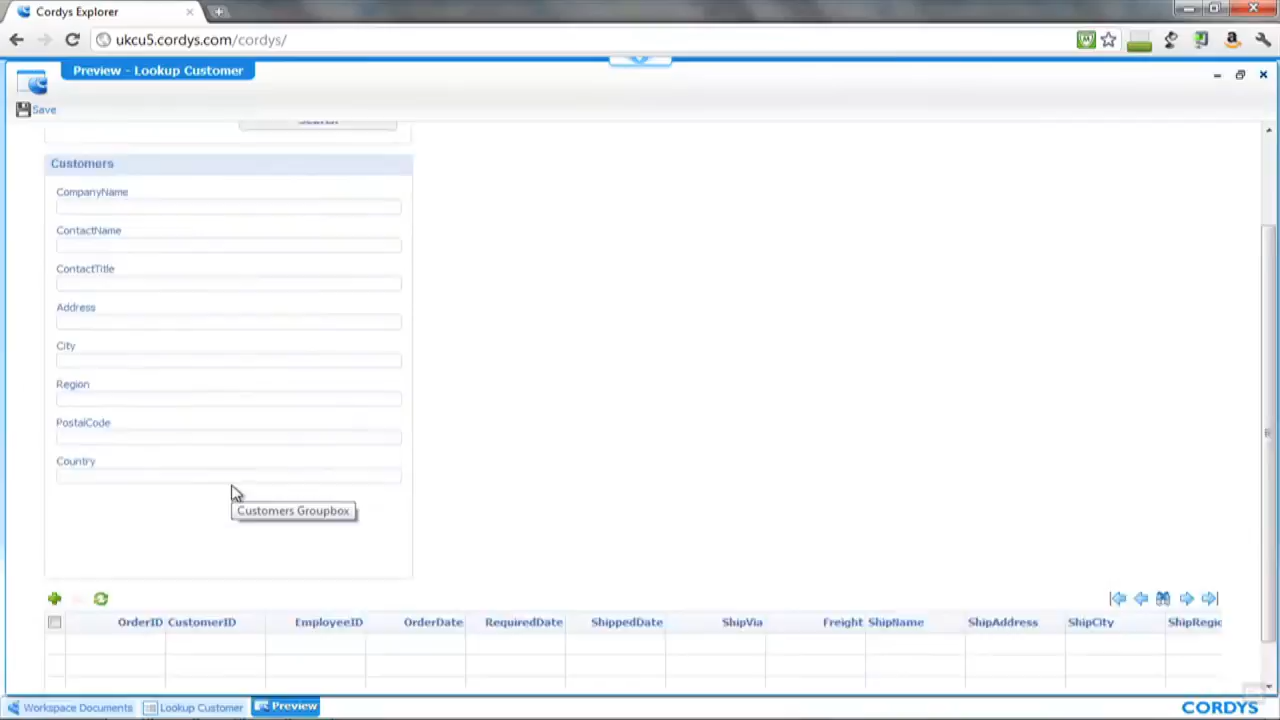 Cordys Explorer
ukcu5.cordys.com/cordys/
Preview - Lookup Customer
Save
Customers
CompanyName
ContactName
ContactTitle
Address
City
Region
PostalCode
Country
Customers Groupbox
OrderID CustomerID EmployeeID OrderDate RequiredDate ShippedDate ShipVia Freight ShipName ShipAddress ShipCity ShipRegic
Workspace Documents Lookup Customer Preview CORDYS